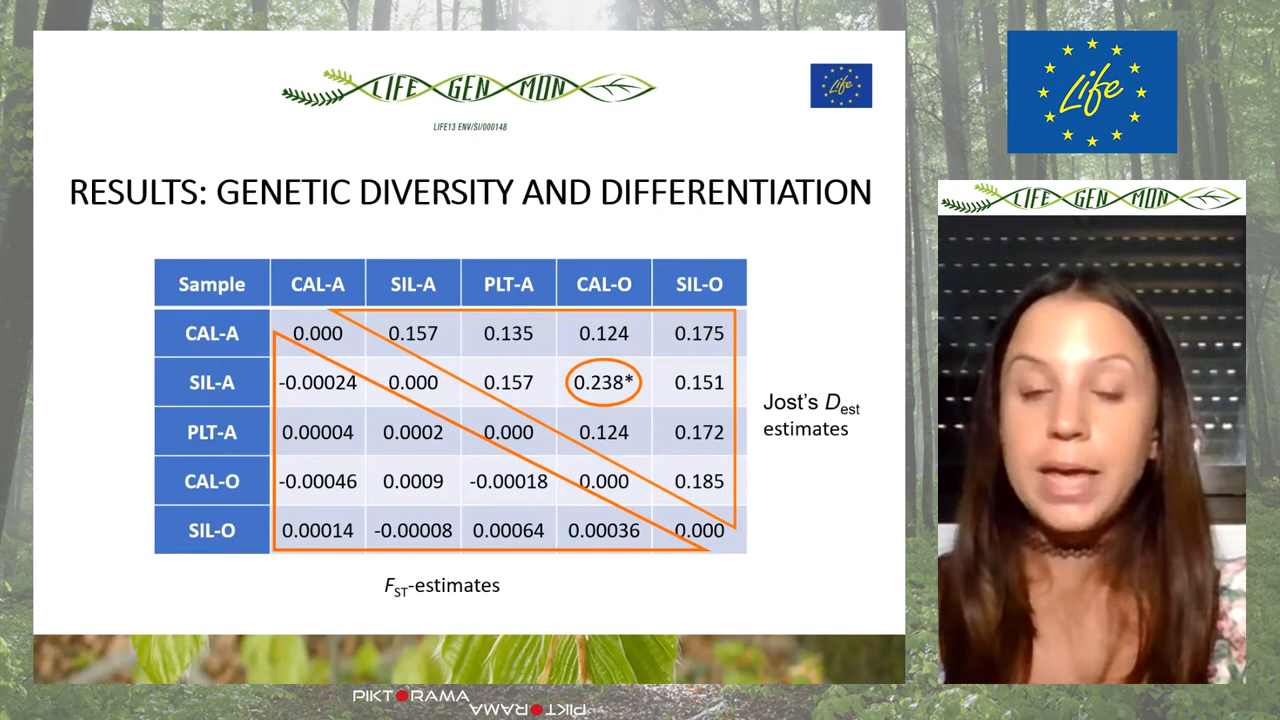 LIFE GEN MON
LIFE13 ENV/SI/000148
Life
RESULTS: GENETIC DIVERSITY AND DIFFERENTIATION
Sample CAL-A SIL-A PLT-A CAL-O SIL-O
CAL-A 0.000 0.157 0.135 0.124 0.175
SIL-A -0.00024 0.000 0.157 0.238* 0.151
PLT-A 0.00004 0.0002 0.000 0.124 0.172
CAL-O -0.00046 0.0009 -0.00018 0.000 0.185
SIL-O 0.00014 -0.00008 0.00064 0.00036 0.000
Jost's Dest
estimates
FST-estimates
Life
LIFE GEN MON
PIKTORAMA
PIKTORAMA